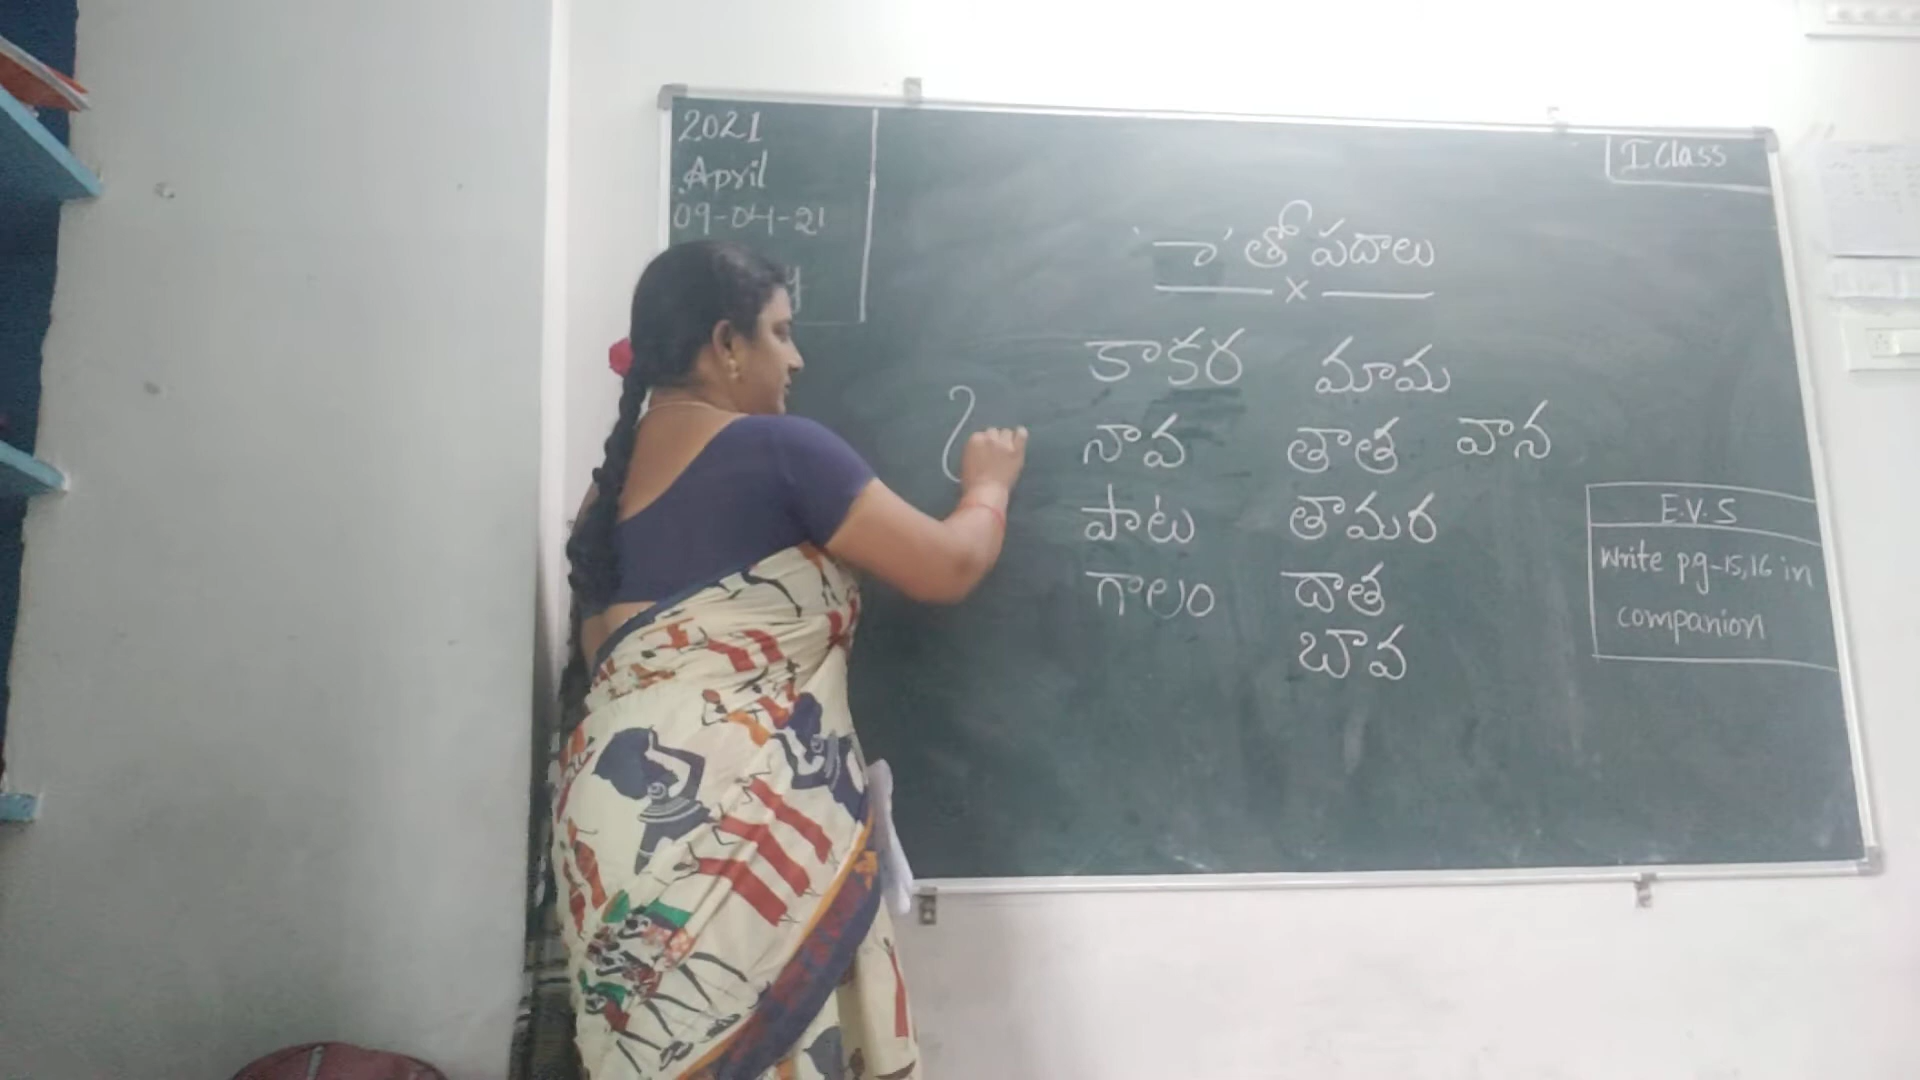 2021
April
09-04-21
I Class
'ా' తో పదాలు
కాకర మామ
నావ తాత వాన
పాట తామర
గాలం దాత
బావ
E.V.S
Write pg-15,16 in
companion